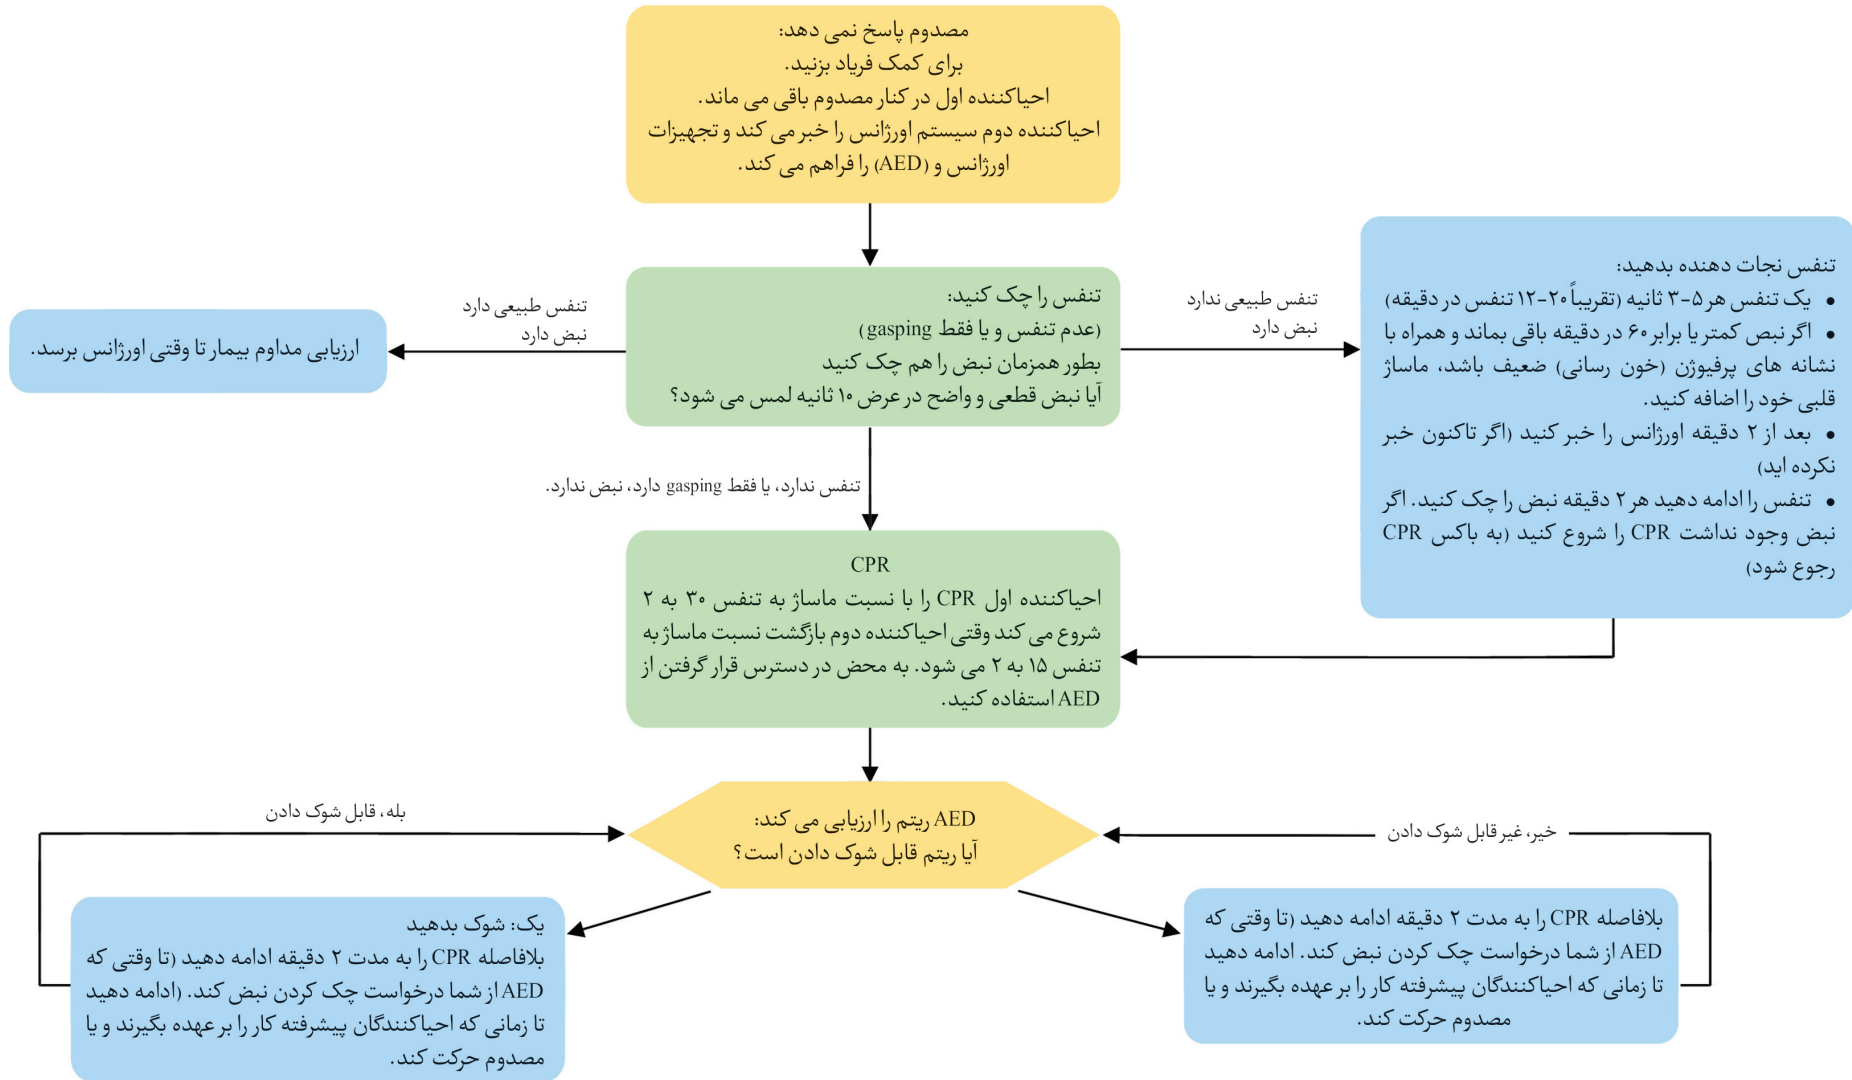 مصدوم پاسخ نمی دهد:
برای کمک فریاد بزنید.
احیاکننده اول در کنار مصدوم باقی می ماند.
احیاکننده دوم سیستم اورژانس را خبر می کند و تجهیزات
اورژانس و (AED) را فراهم می کند.
تنفس را چک کنید:
(عدم تنفس و یا فقط gasping)
بطور همزمان نبض را هم چک کنید
آیا نبض قطعی و واضح در عرض ۱۰ ثانیه لمس می شود؟
تنفس طبیعی ندارد
نبض دارد
تنفس نجات دهنده بدهید:
• یک تنفس هر ۵-۳ ثانیه (تقریباً ۲۰-۱۲ تنفس در دقیقه)
• اگر نبص کمتر یا برابر ۶۰ در دقیقه باقی بماند و همراه با
نشانه های پرفیوژن (خون رسانی) ضعیف باشد، ماساژ
قلبی خود را اضافه کنید.
• بعد از ۲ دقیقه اورژانس را خبر کنید (اگر تاکنون خبر
نکرده اید)
• تنفس را ادامه دهید هر ۲ دقیقه نبض را چک کنید. اگر
نبض وجود نداشت CPR را شروع کنید (به باکس CPR
رجوع شود)
تنفس طبیعی دارد
نبض دارد
ارزیابی مداوم بیمار تا وقتی اورژانس برسد.
تنفس ندارد، یا فقط gasping دارد، نبض ندارد.
CPR
احیاکننده اول CPR را با نسبت ماساژ به تنفس ۳۰ به ۲
شروع می کند وقتی احیاکننده دوم بازگشت نسبت ماساژ به
تنفس ۱۵ به ۲ می شود. به محض در دسترس قرار گرفتن از
AED استفاده کنید.
AED ریتم را ارزیابی می کند:
آیا ریتم قابل شوک دادن است؟
خیر، غیر قابل شوک دادن
بلافاصله CPR را به مدت ۲ دقیقه ادامه دهید (تا وقتی که
AED از شما درخواست چک کردن نبض کند. ادامه دهید
تا زمانی که احیاکنندگان پیشرفته کار را بر عهده بگیرند و یا
مصدوم حرکت کند.
بله، قابل شوک دادن
یک: شوک بدهید
بلافاصله CPR را به مدت ۲ دقیقه ادامه دهید (تا وقتی که
AED از شما درخواست چک کردن نبض کند. (ادامه دهید
تا زمانی که احیاکنندگان پیشرفته کار را بر عهده بگیرند و یا
مصدوم حرکت کند.